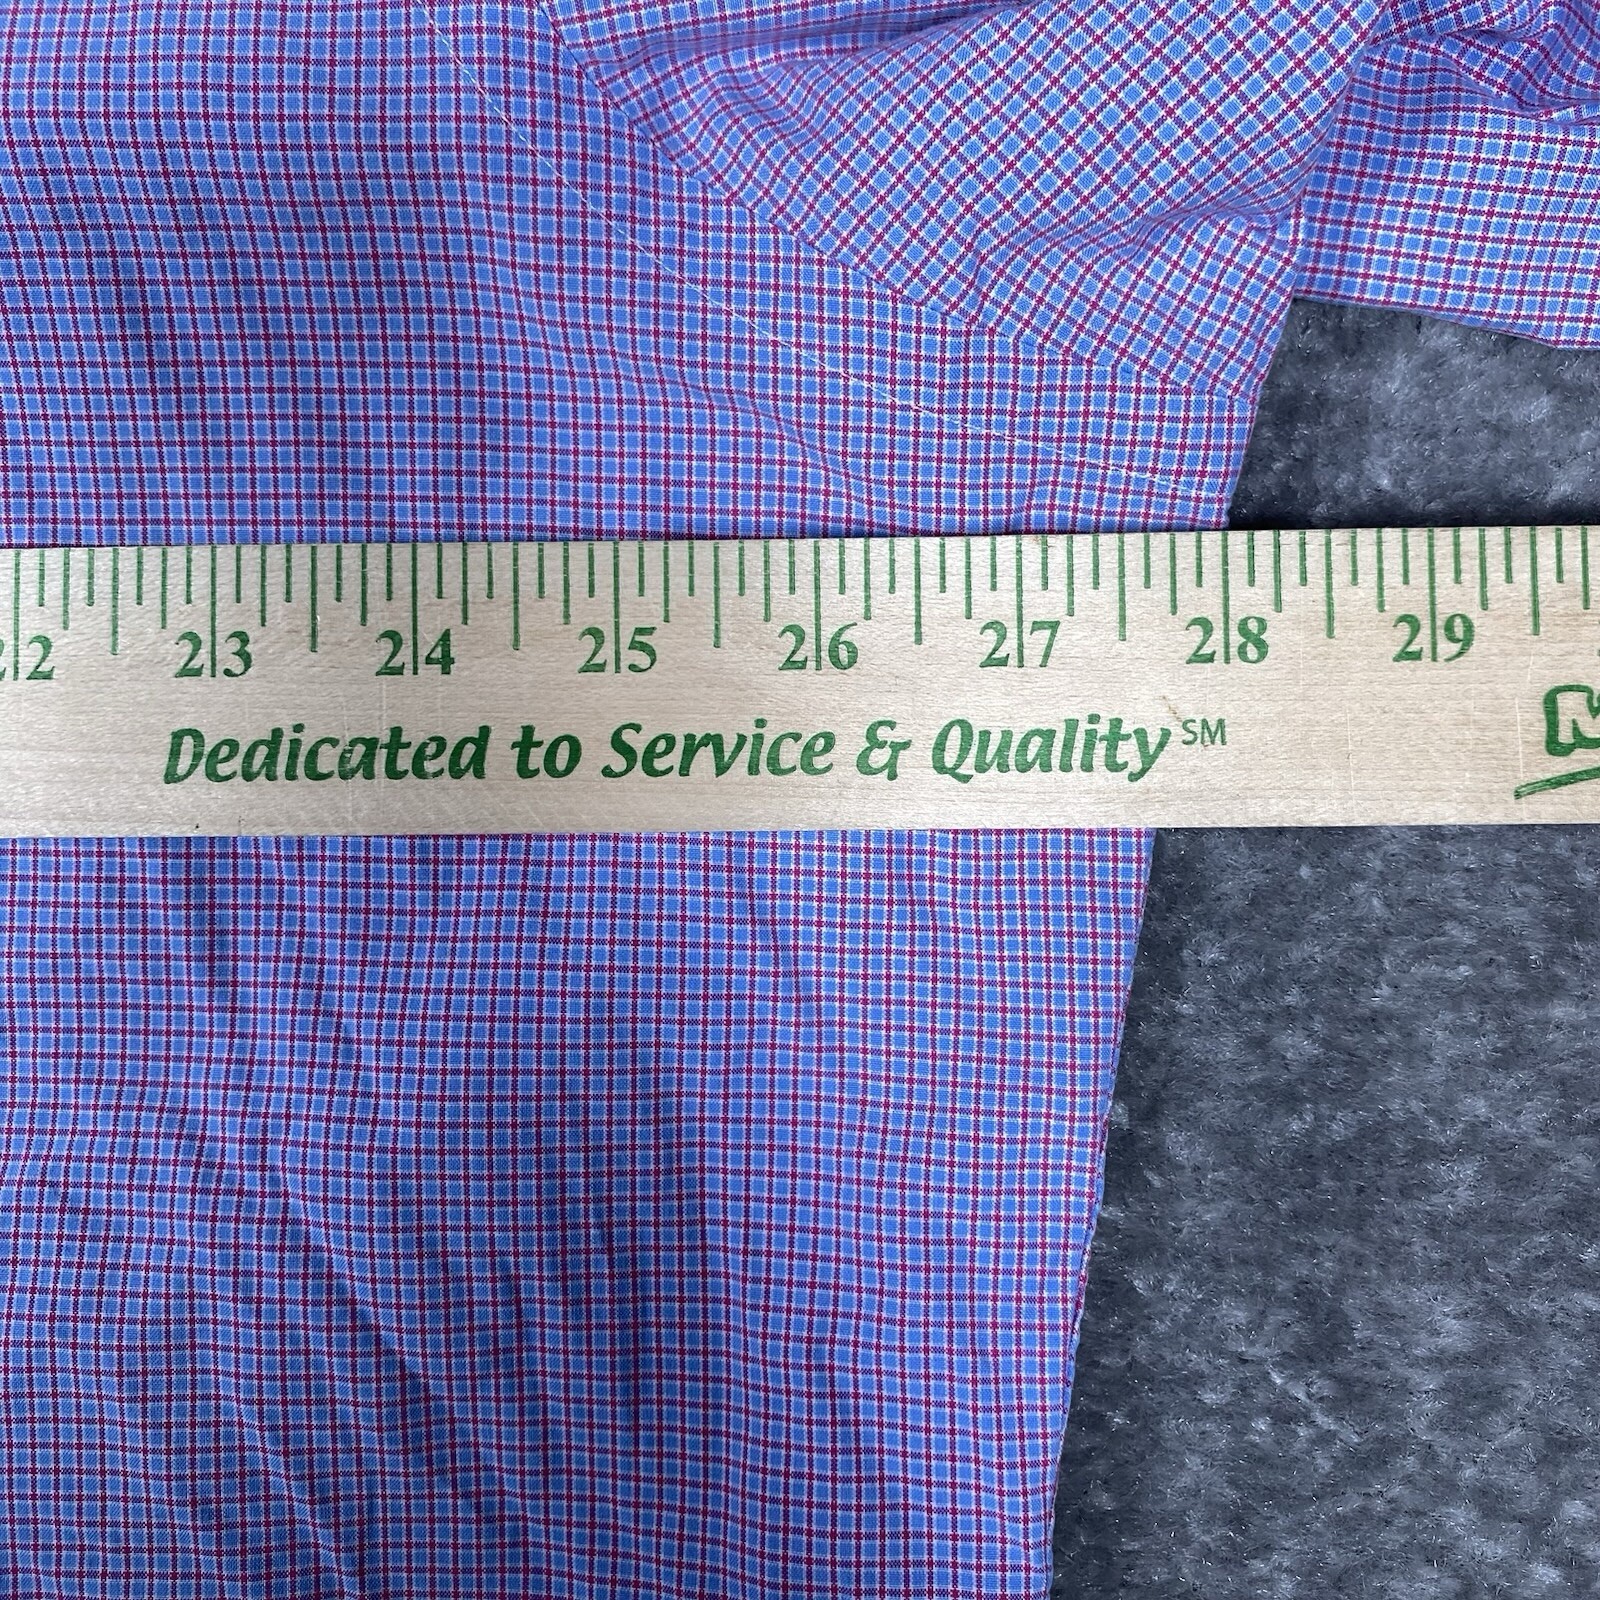 22 23 24 25 26 27 28 29
Dedicated to Service & Quality SM